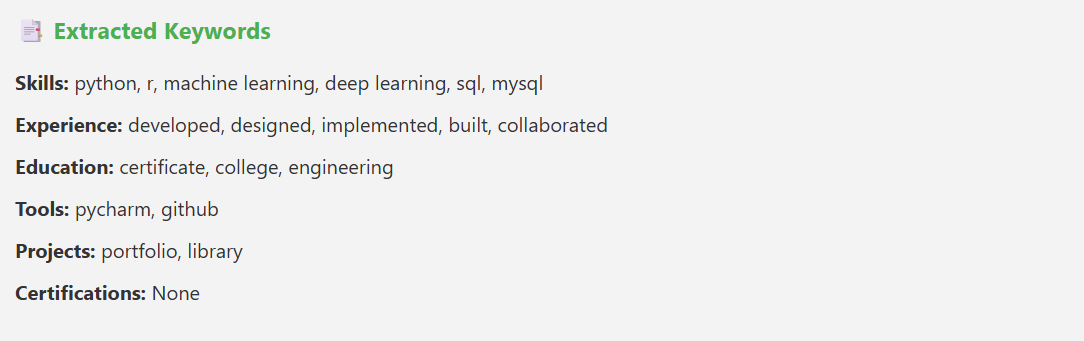 Extracted Keywords
Skills: python, r, machine learning, deep learning, sql, mysql
Experience: developed, designed, implemented, built, collaborated
Education: certificate, college, engineering
Tools: pycharm, github
Projects: portfolio, library
Certifications: None